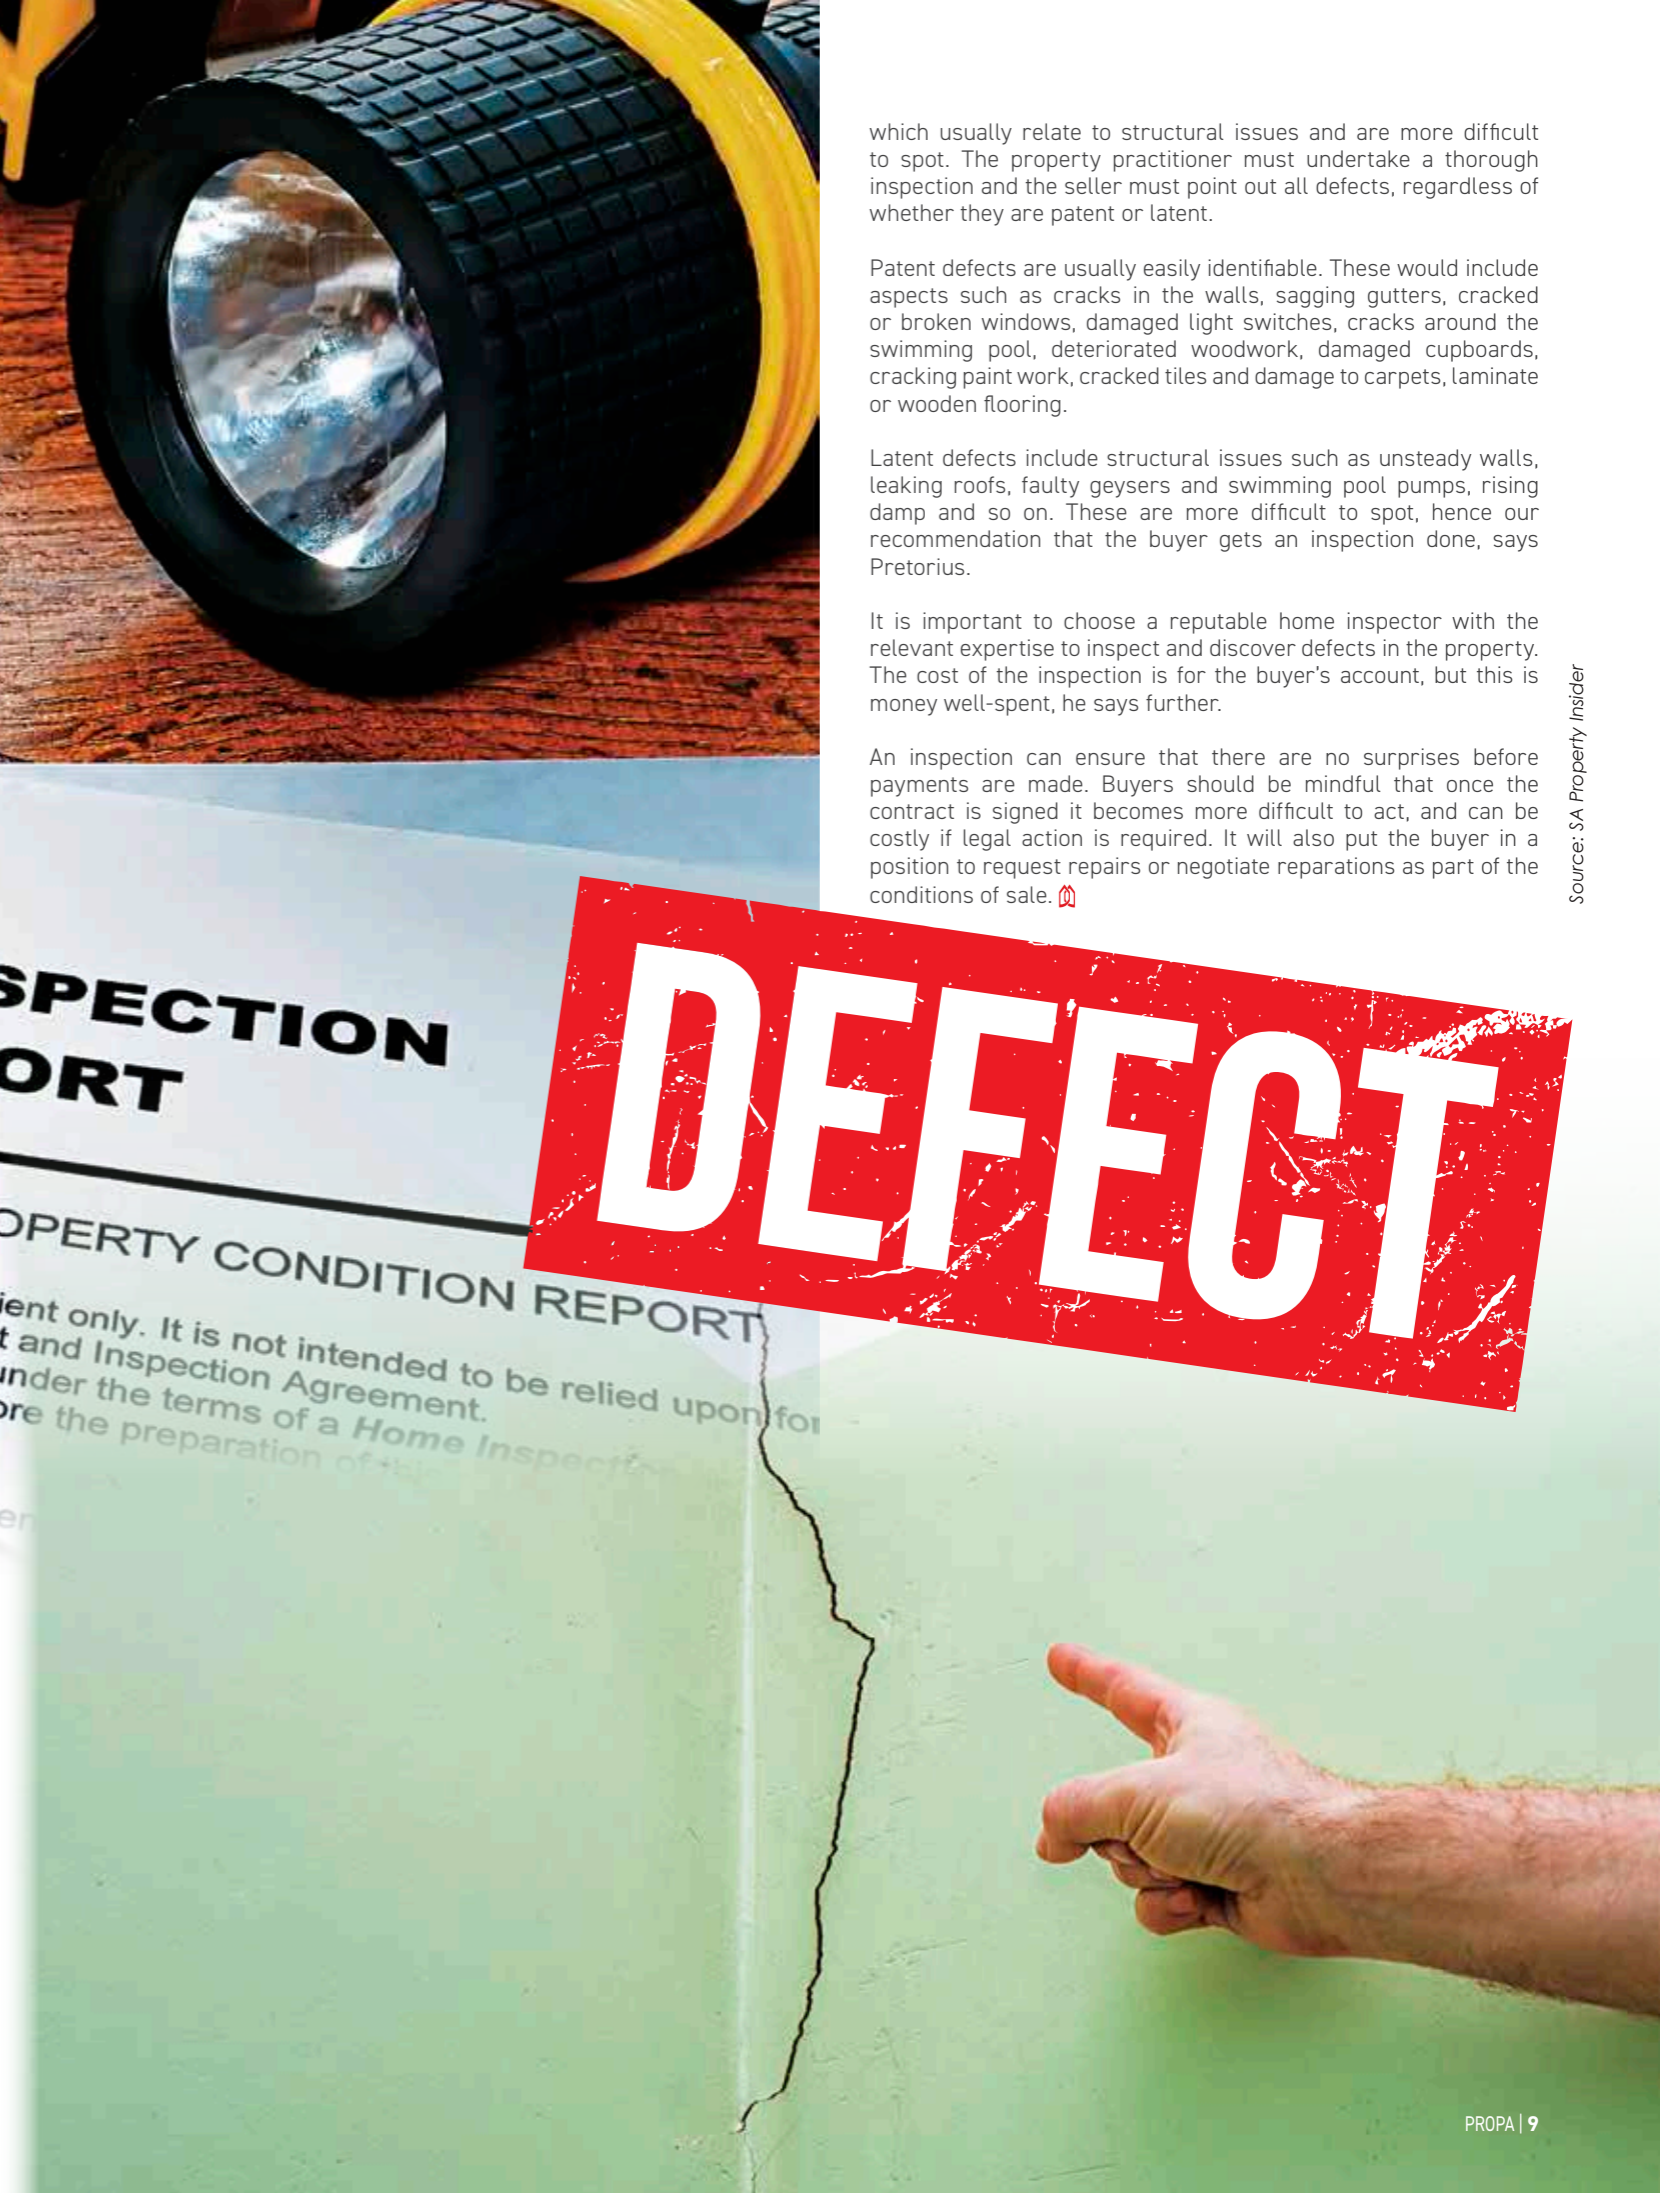 which usually relate to structural issues and are more difficult
to spot. The property practitioner must undertake a thorough
inspection and the seller must point out all defects, regardless of
whether they are patent or latent.
Patent defects are usually easily identifiable. These would include
aspects such as cracks in the walls, sagging gutters, cracked
or broken windows, damaged light switches, cracks around the
swimming pool, deteriorated woodwork, damaged cupboards,
cracking paint work, cracked tiles and damage to carpets, laminate
or wooden flooring.
Latent defects include structural issues such as unsteady walls,
leaking roofs, faulty geysers and swimming pool pumps, rising
damp and so on. These are more difficult to spot, hence our
recommendation that the buyer gets an inspection done, says
Pretorius.
It is important to choose a reputable home inspector with the
relevant expertise to inspect and discover defects in the property.
The cost of the inspection is for the buyer's account, but this is
money well-spent, he says further.
An inspection can ensure that there are no surprises before
payments are made. Buyers should be mindful that once the
contract is signed it becomes more difficult to act, and can be
costly if legal action is required. It will also put the buyer in a
position to request repairs or negotiate reparations as part of the
conditions of sale.
Source: SA Property Insider
DEFECT
SPECTION
ORT
OPERTY CONDITION REPORT
ient only. It is not intended to be relied upon for
t and Inspection Agreement.
under the terms of a Home Inspection
ore the preparation of this
PROPA | 9